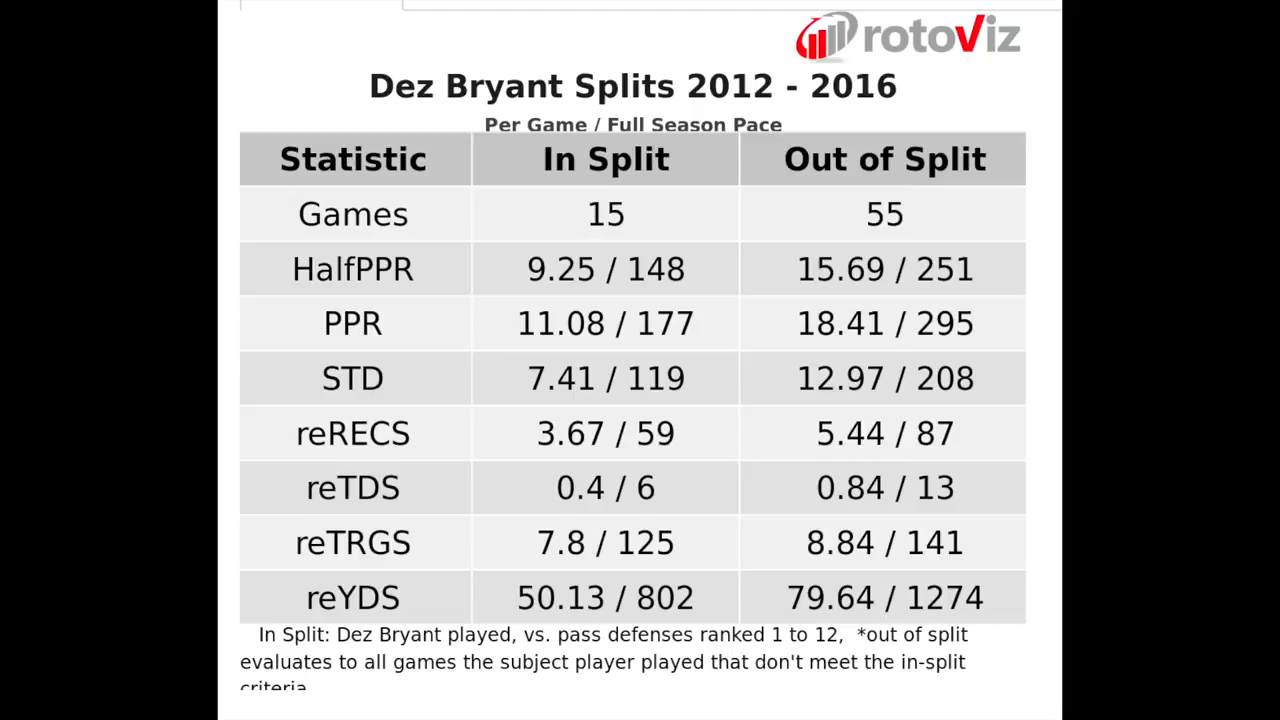 rotoviz
Dez Bryant Splits 2012 - 2016
Per Game / Full Season Pace
Statistic In Split Out of Split
Games 15 55
HalfPPR 9.25 / 148 15.69 / 251
PPR 11.08 / 177 18.41 / 295
STD 7.41 / 119 12.97 / 208
reRECS 3.67 / 59 5.44 / 87
reTDS 0.4 / 6 0.84 / 13
reTRGS 7.8 / 125 8.84 / 141
reYDS 50.13 / 802 79.64 / 1274
In Split: Dez Bryant played, vs. pass defenses ranked 1 to 12, *out of split
evaluates to all games the subject player played that don't meet the in-split
criteria